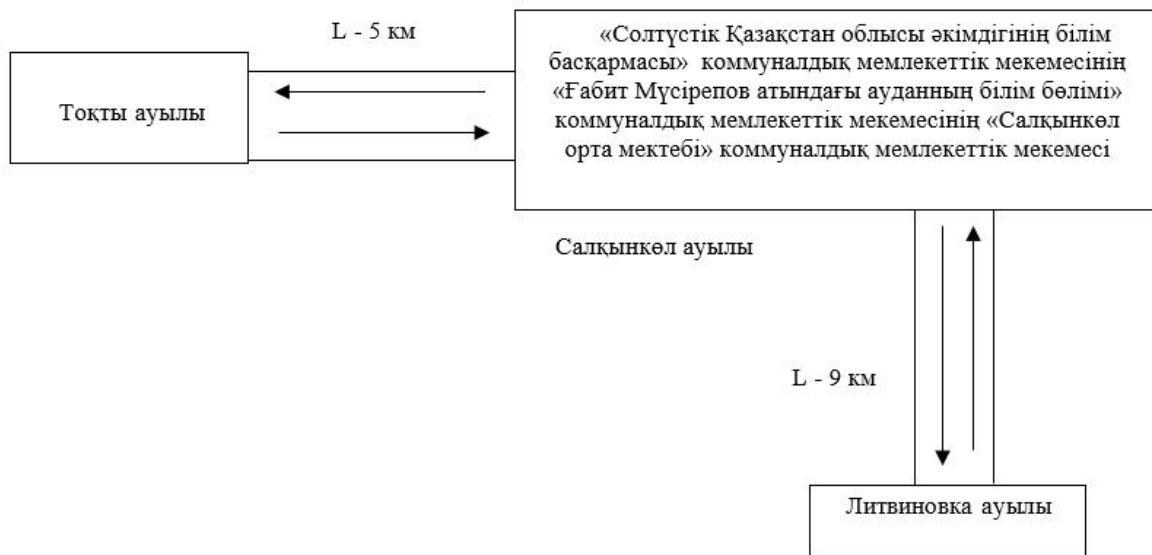 L - 5 км
Тоқты ауылы
«Солтүстік Қазақстан облысы әкімдігінің білім
басқармасы» коммуналдық мемлекеттік мекемесінің
«Ғабит Мүсірепов атындағы ауданның білім бөлімі»
коммуналдық мемлекеттік мекемесінің «Салқынкөл
орта мектебі» коммуналдық мемлекеттік мекемесі
Салқынкөл ауылы
L - 9 км
Литвиновка ауылы